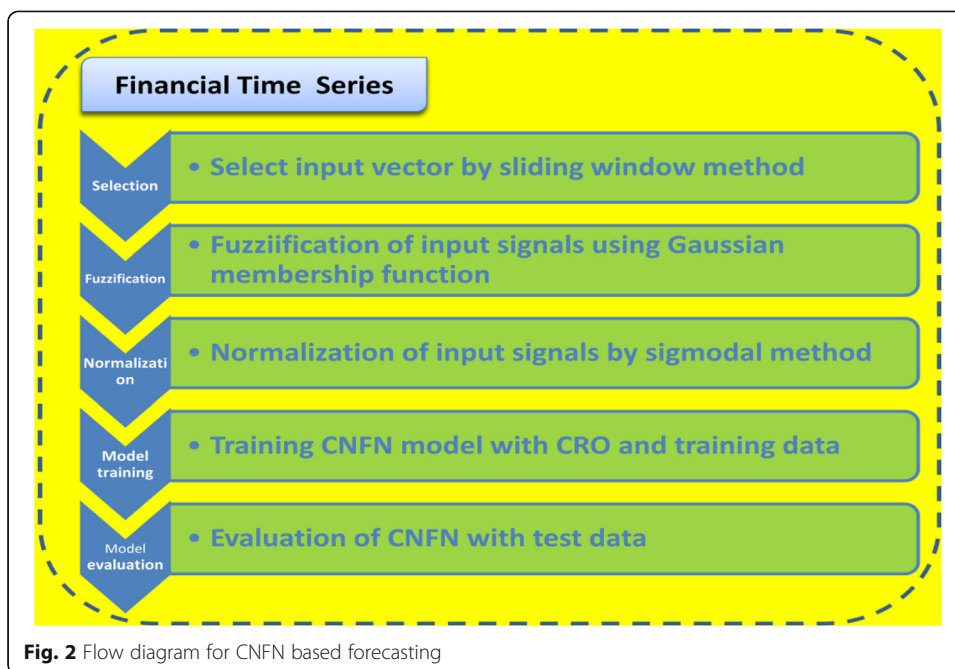 Financial Time Series
Selection
• Select input vector by sliding window method
Fuzzification
• Fuzziification of input signals using Gaussian
membership function
Normalizati
on
• Normalization of input signals by sigmodal method
Model
training
• Training CNFN model with CRO and training data
Model
evaluation
• Evaluation of CNFN with test data
Fig. 2 Flow diagram for CNFN based forecasting